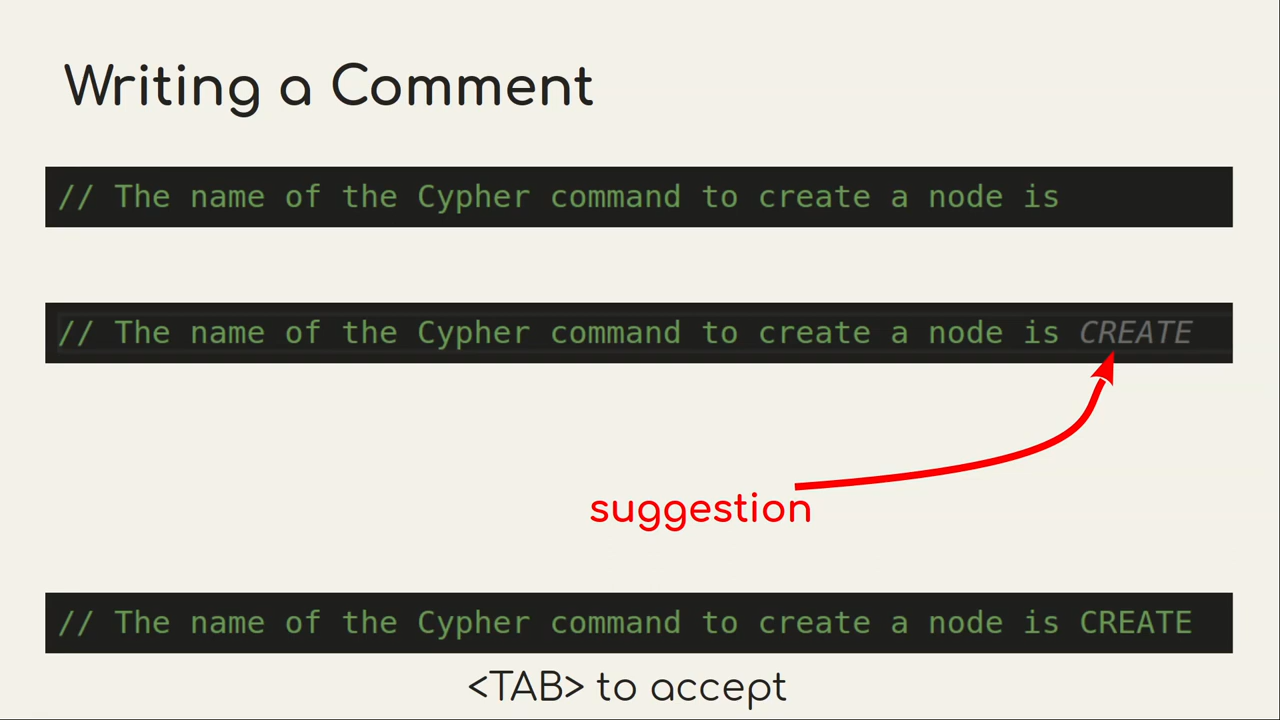 Writing a Comment
// The name of the Cypher command to create a node is
// The name of the Cypher command to create a node is CREATE
suggestion
// The name of the Cypher command to create a node is CREATE
<TAB> to accept